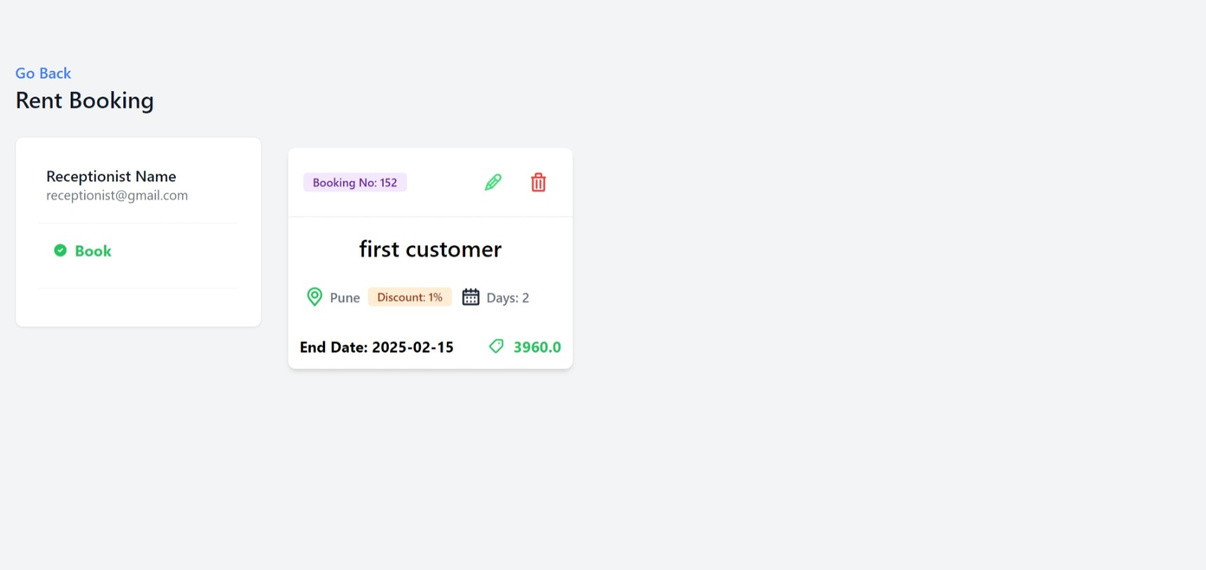 Go Back
Rent Booking
Receptionist Name
receptionist@gmail.com
Book
Booking No: 152
first customer
Pune Discount: 1% Days: 2
End Date: 2025-02-15 3960.0